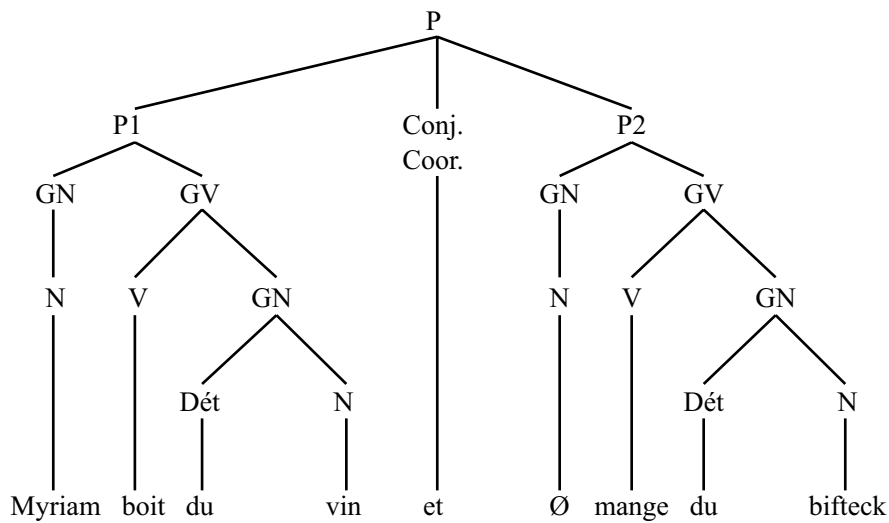 P
P1 Conj. P2
Coor.
GN GV GN GV
N V GN N V GN
Dét N Dét N
Myriam boit du vin et Ø mange du bifteck